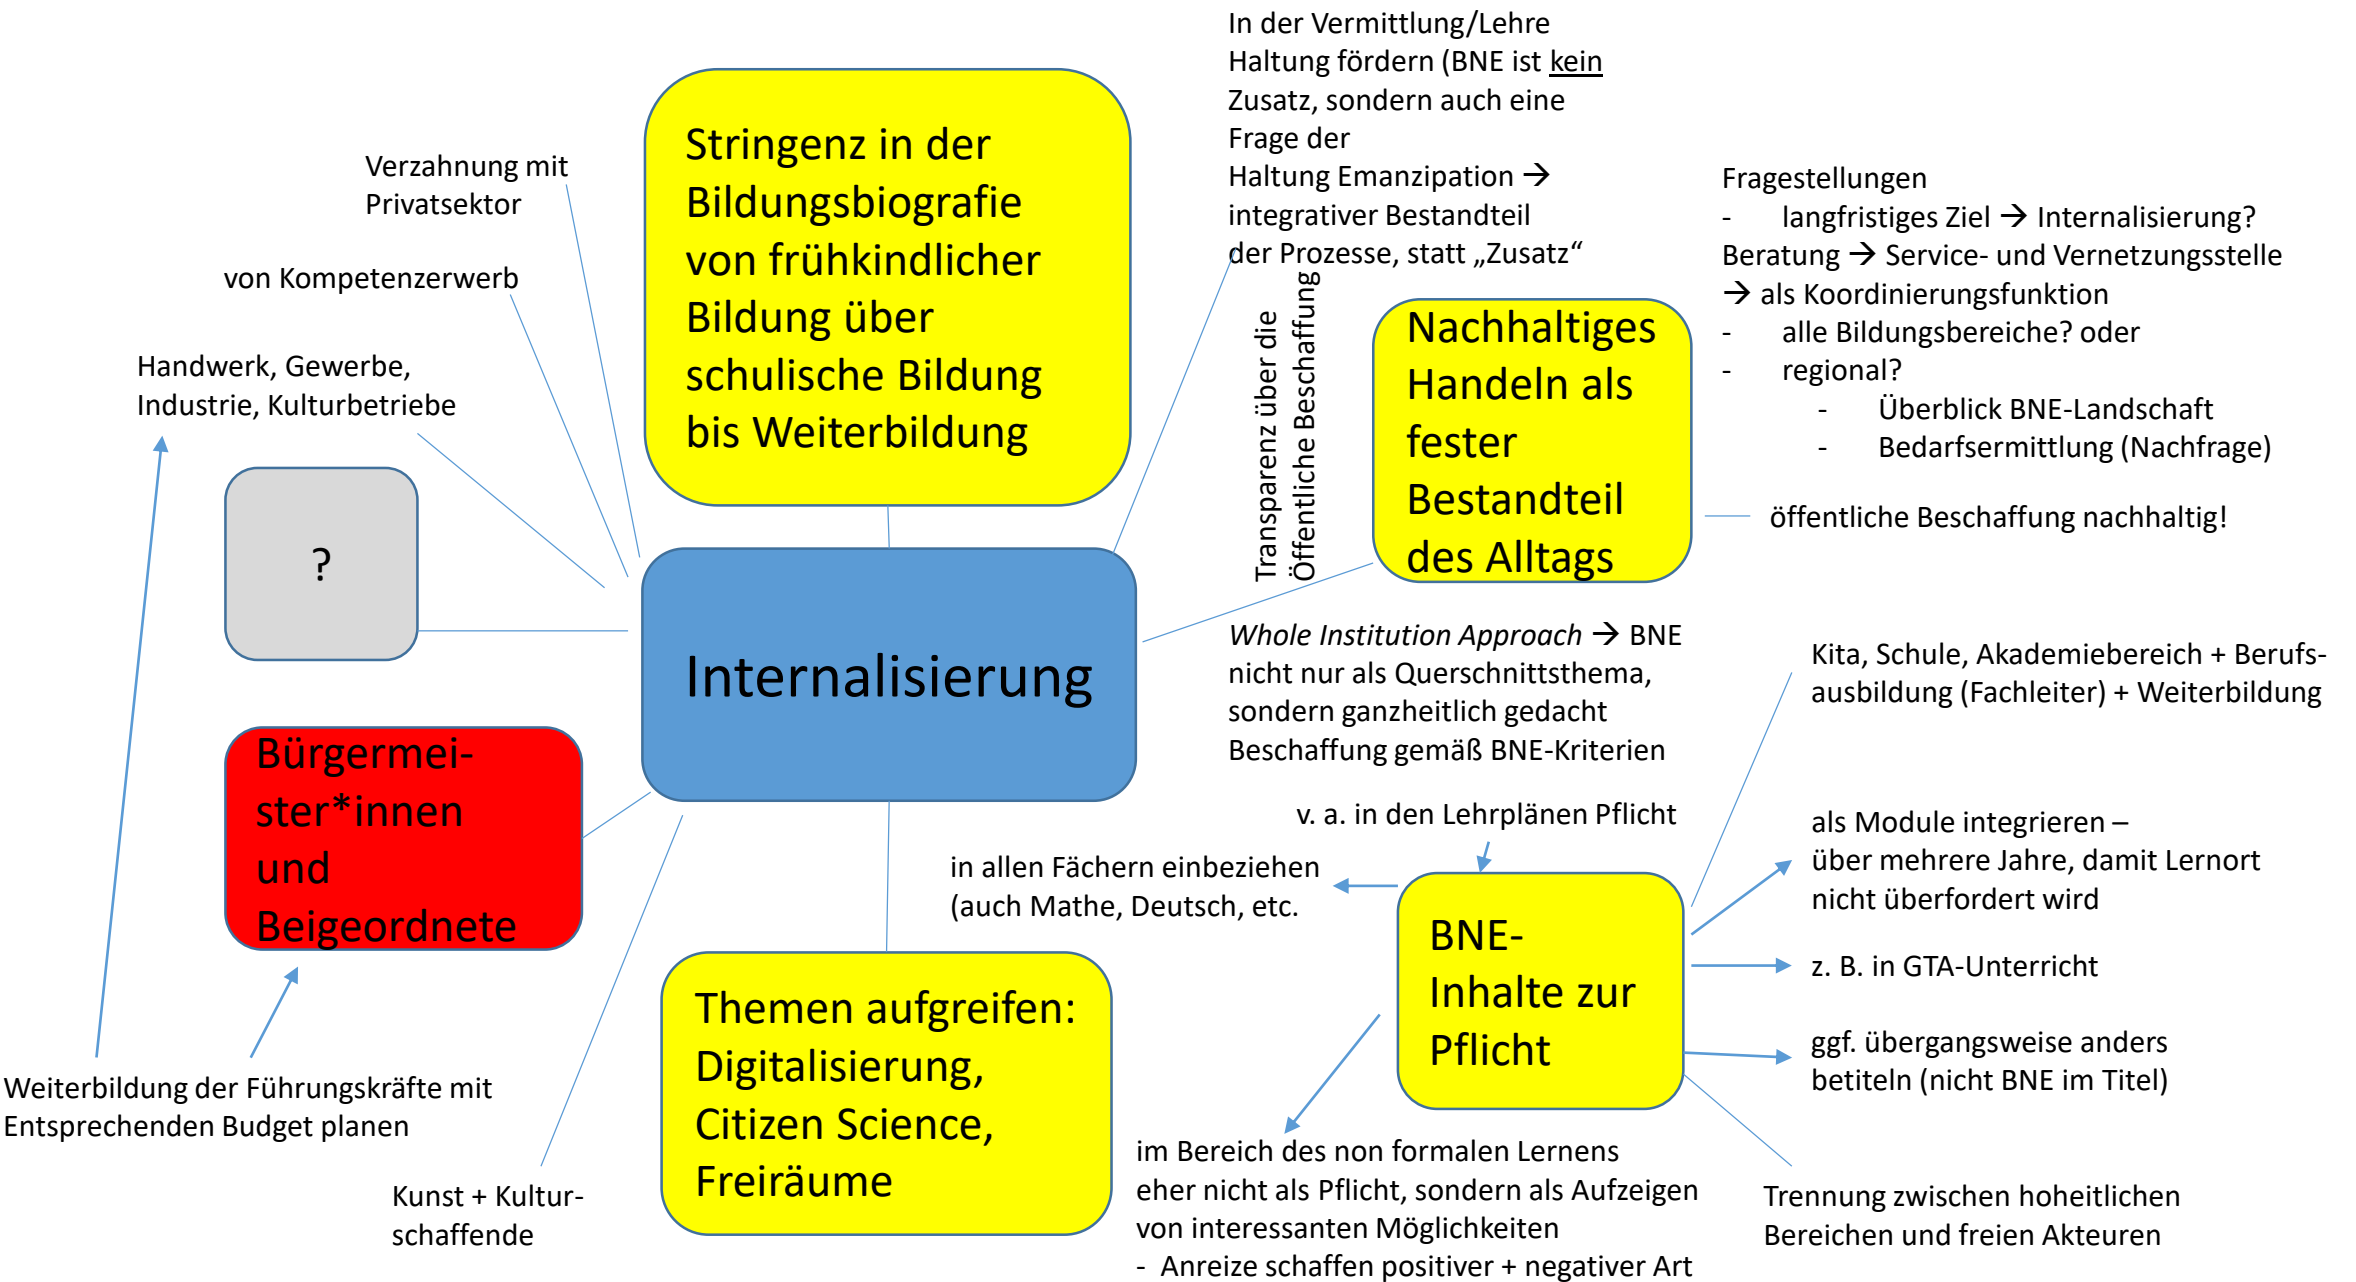 In der Vermittlung/Lehre
Haltung fördern (BNE ist kein
Zusatz, sondern auch eine
Frage der
Haltung Emanzipation →
integrativer Bestandteil
der Prozesse, statt „Zusatz“
Stringenz in der
Bildungsbiografie
von frühkindlicher
Bildung über
schulische Bildung
bis Weiterbildung
Verzahnung mit
Privatsektor
von Kompetenzerwerb
Handwerk, Gewerbe,
Industrie, Kulturbetriebe
?
Transparenz über die
Öffentliche Beschaffung
Nachhaltiges
Handeln als
fester
Bestandteil
des Alltags
Fragestellungen
- langfristiges Ziel → Internalisierung?
Beratung → Service- und Vernetzungsstelle
→ als Koordinierungsfunktion
- alle Bildungsbereiche? oder
- regional?
- Überblick BNE-Landschaft
- Bedarfsermittlung (Nachfrage)
öffentliche Beschaffung nachhaltig!
Internalisierung
Whole Institution Approach → BNE
nicht nur als Querschnittsthema,
sondern ganzheitlich gedacht
Beschaffung gemäß BNE-Kriterien
Kita, Schule, Akademiebereich + Berufs-
ausbildung (Fachleiter) + Weiterbildung
Bürgermei-
ster*innen
und
Beigeordnete
v. a. in den Lehrplänen Pflicht
in allen Fächern einbeziehen
(auch Mathe, Deutsch, etc.
als Module integrieren –
über mehrere Jahre, damit Lernort
nicht überfordert wird
BNE-
Inhalte zur
Pflicht
z. B. in GTA-Unterricht
ggf. übergangsweise anders
betiteln (nicht BNE im Titel)
Themen aufgreifen:
Digitalisierung,
Citizen Science,
Freiräume
Weiterbildung der Führungskräfte mit
Entsprechenden Budget planen
Kunst + Kultur-
schaffende
im Bereich des non formalen Lernens
eher nicht als Pflicht, sondern als Aufzeigen
von interessanten Möglichkeiten
- Anreize schaffen positiver + negativer Art
Trennung zwischen hoheitlichen
Bereichen und freien Akteuren